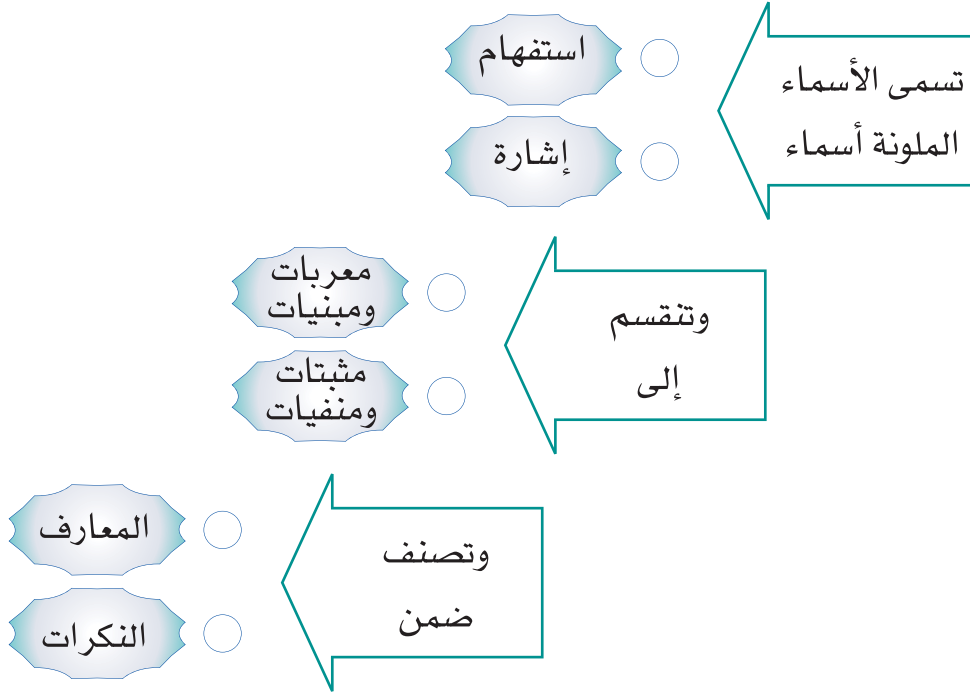 تسمى الأسماء
الملونة أسماء
استفهام
إشارة
وتنقسم
إلى
معربات
ومبنيات
مثبتات
ومنفيات
وتصنف
ضمن
المعارف
النكرات